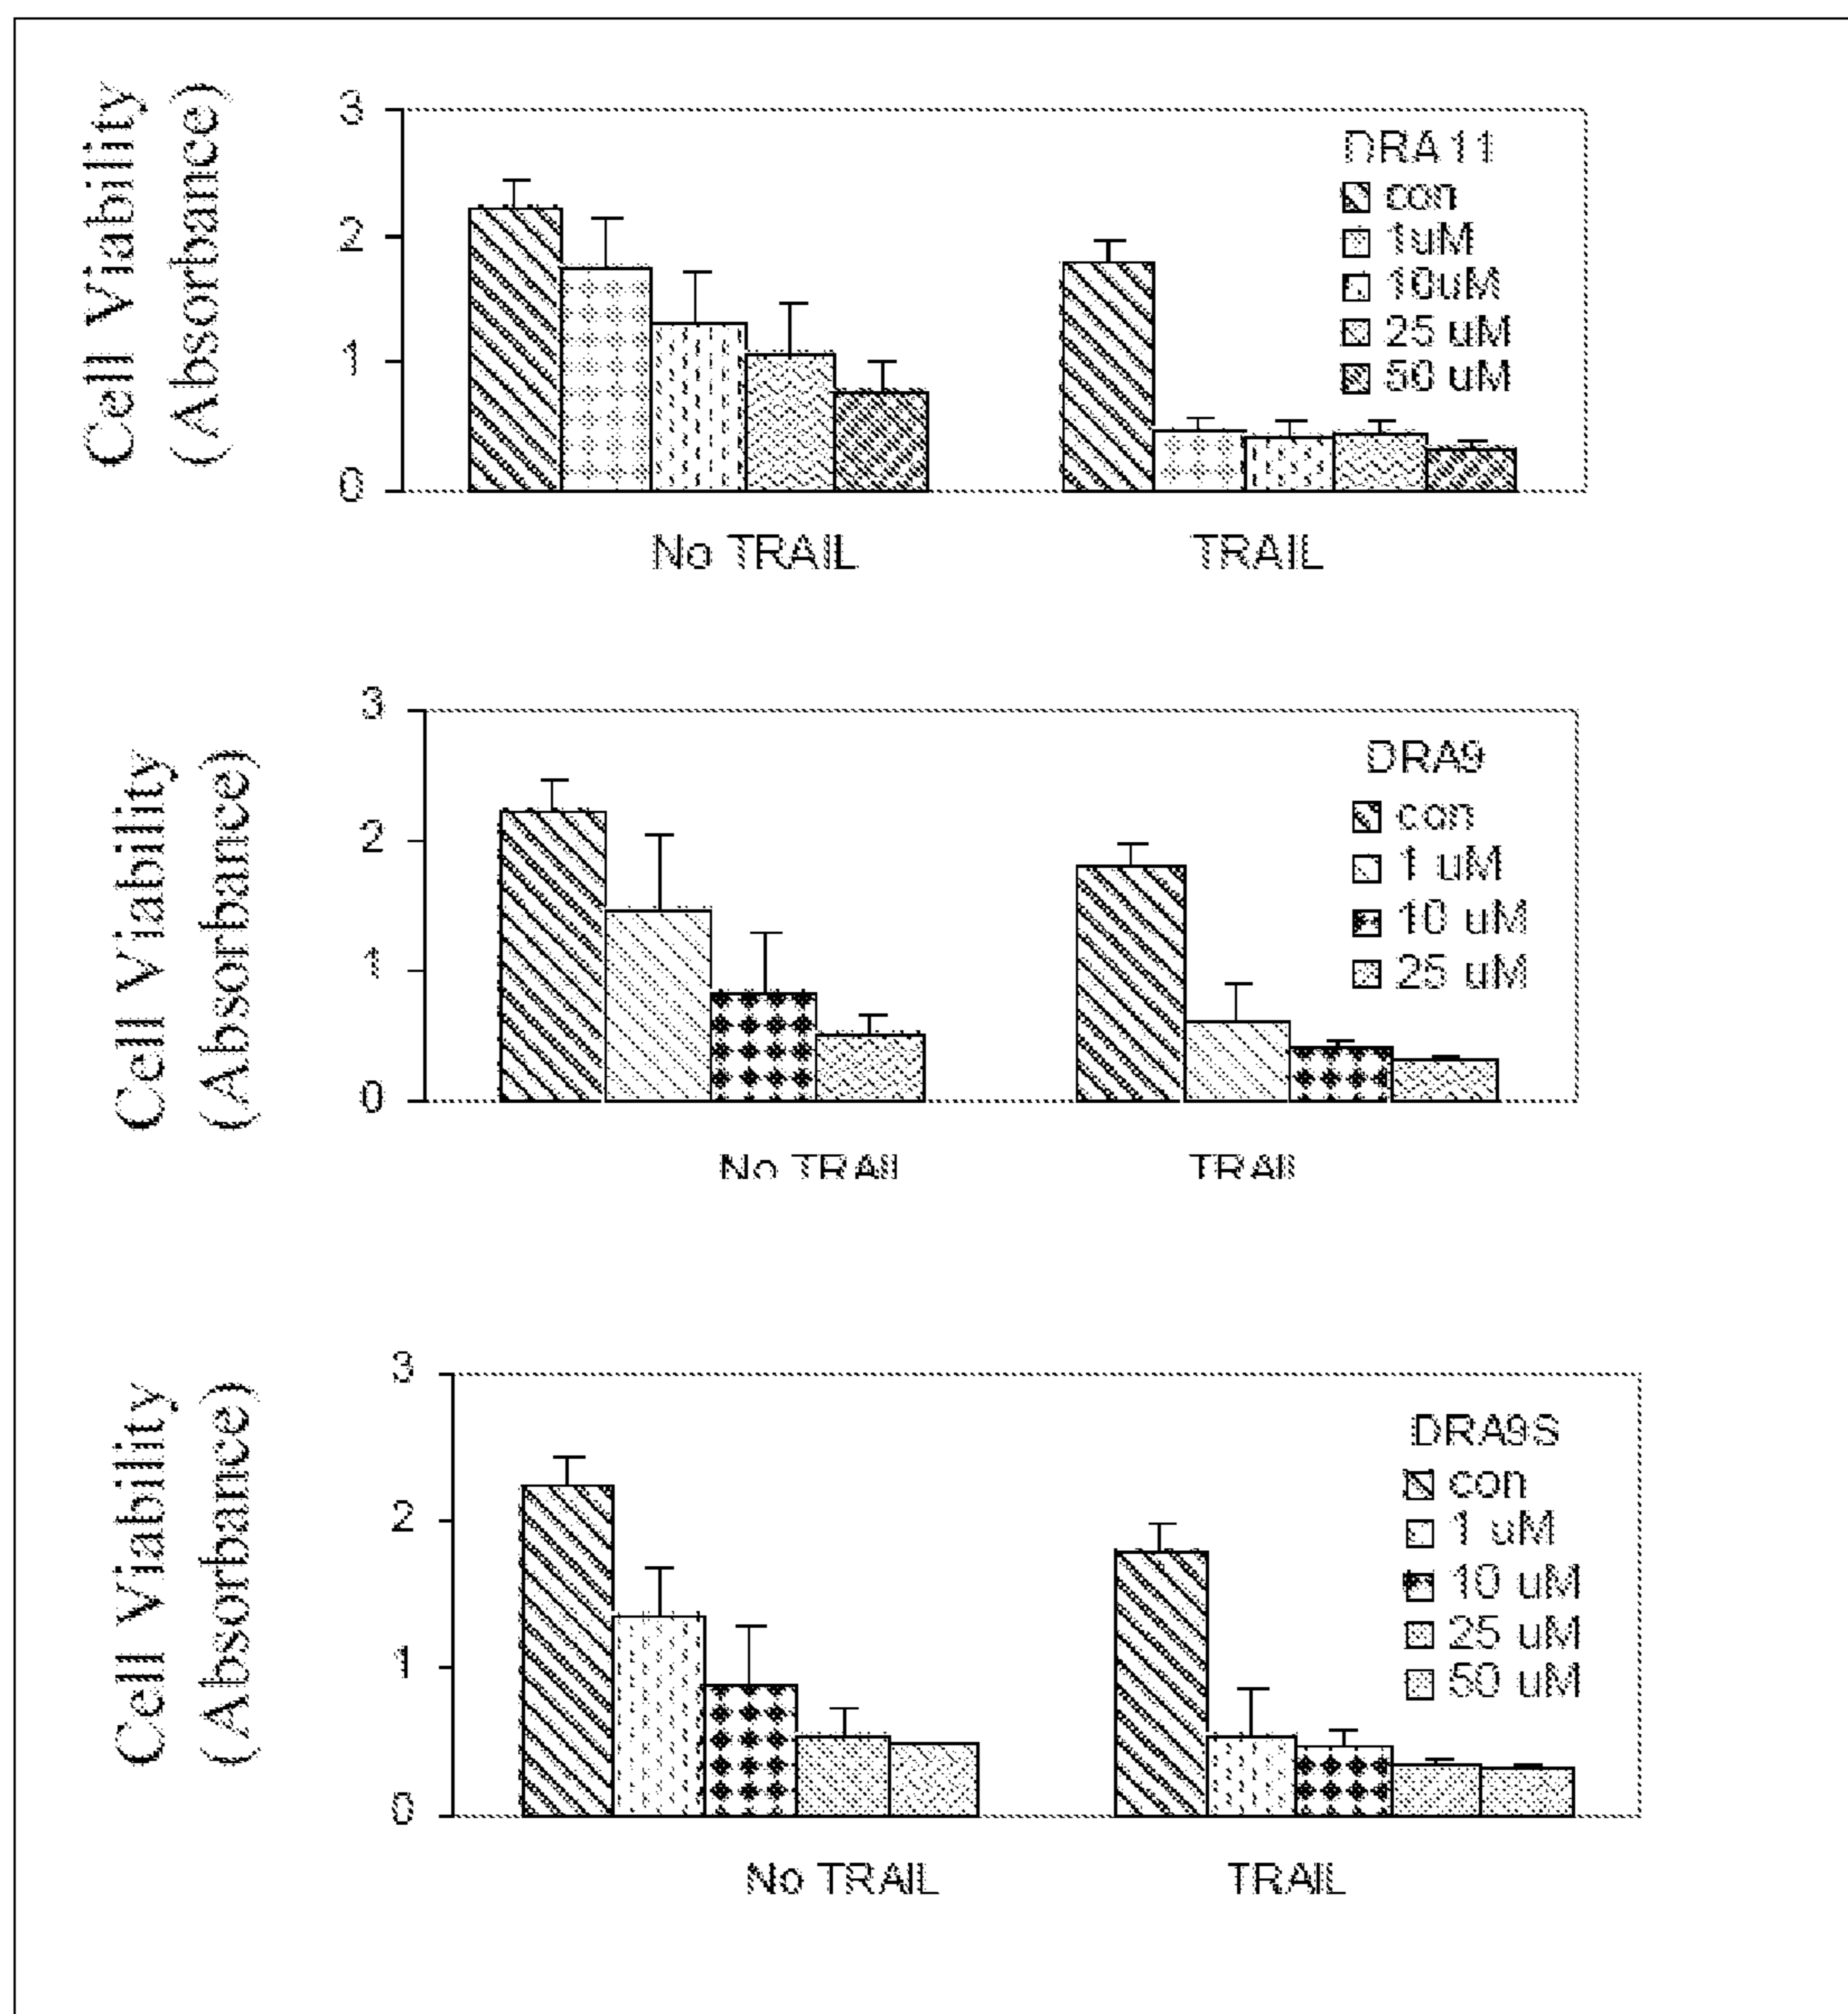 Cell Viability
(Absorbance)
3
2
1
0
DRA11
con
1uM
10uM
25 uM
50 uM
No TRAIL
TRAIL
Cell Viability
(Absorbance)
3
2
1
0
DRA9
con
1 uM
10 uM
25 uM
No TRAIL
TRAIL
Cell Viability
(Absorbance)
3
2
1
0
DRA9S
con
1 uM
10 uM
25 uM
50 uM
No TRAIL
TRAIL